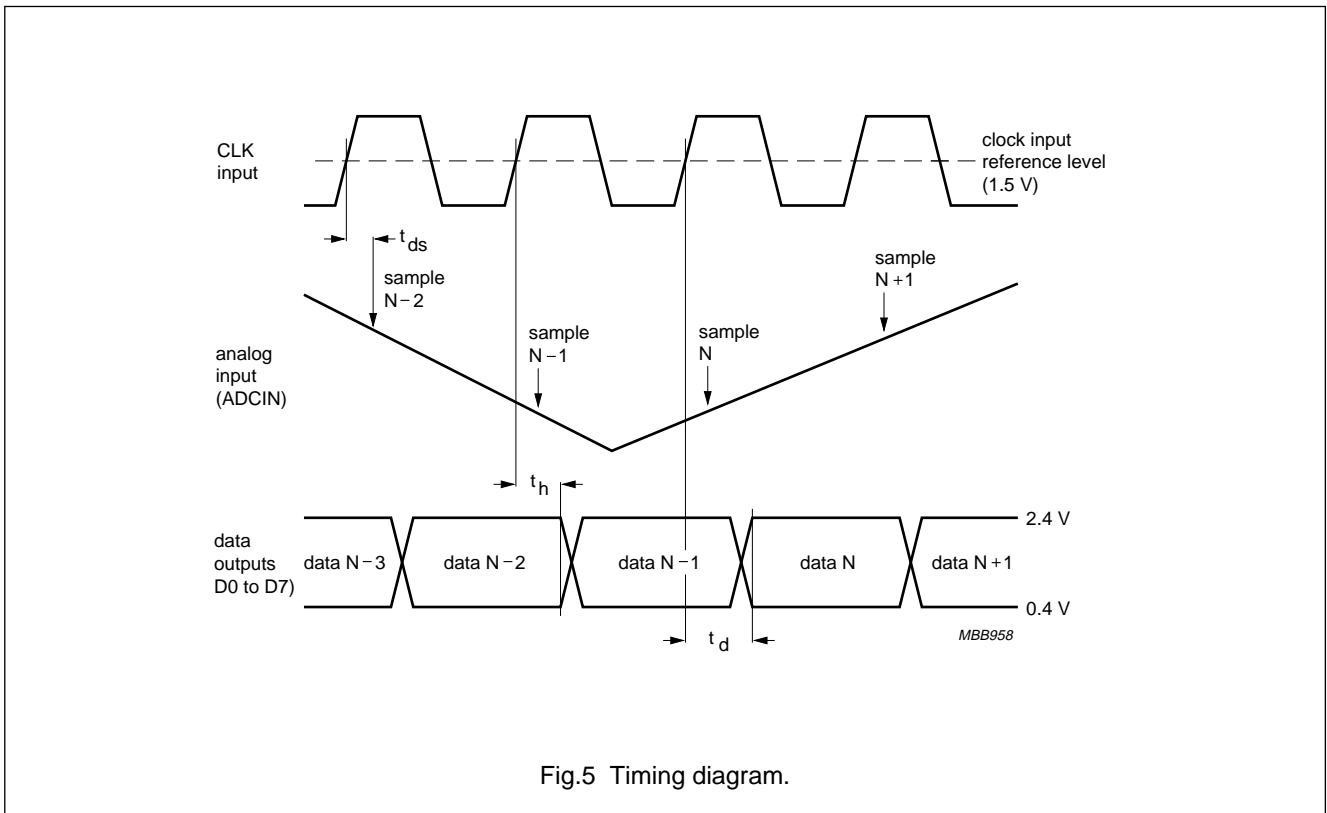 CLK
input
clock input
reference level
(1.5 V)
t ds
sample
N−2
sample
N+1
sample
N−1
sample
N
analog
input
(ADCIN)
t h
data
outputs
D0 to D7)
data N−3
data N−2
data N−1
data N
data N+1
2.4 V
0.4 V
t d
MBB958
Fig.5 Timing diagram.